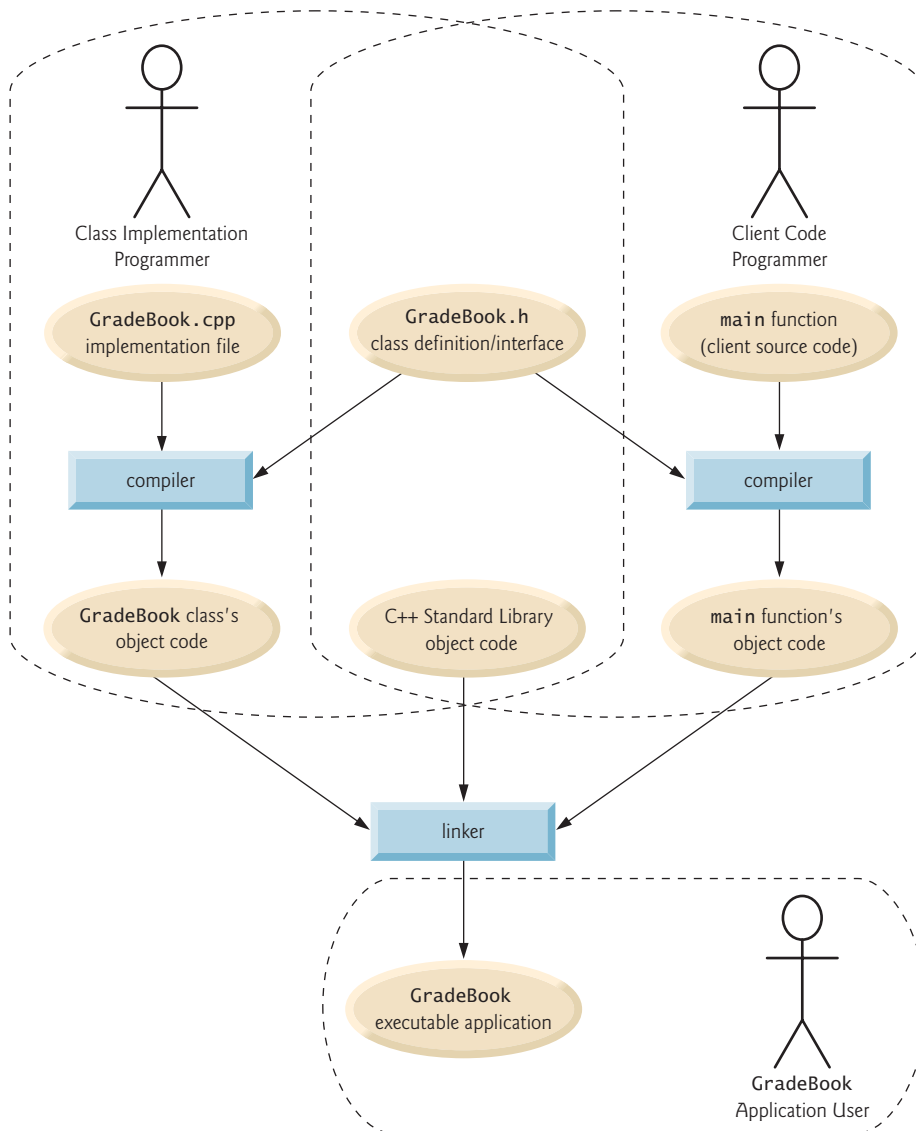 Class Implementation
Programmer
Client Code
Programmer
GradeBook.cpp
implementation file
GradeBook.h
class definition/interface
main function
(client source code)
compiler
compiler
GradeBook class's
object code
C++ Standard Library
object code
main function's
object code
linker
GradeBook
executable application
GradeBook
Application User